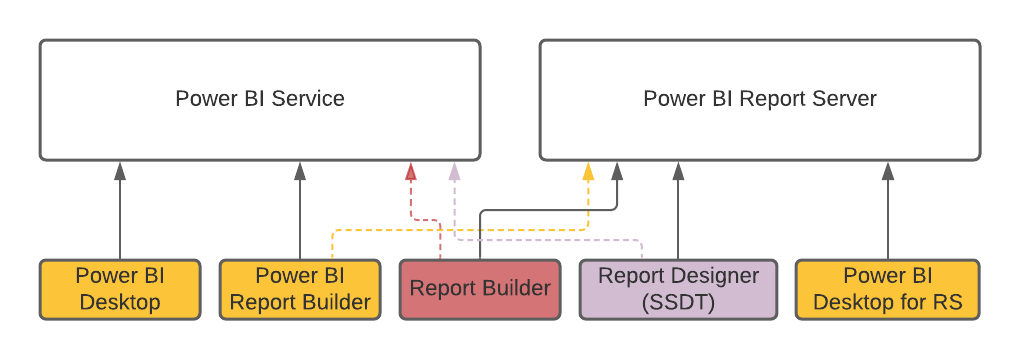 Power BI Service
Power BI Report Server
Power BI
Desktop
Power BI
Report Builder
Report Builder
Report Designer
(SSDT)
Power BI
Desktop for RS